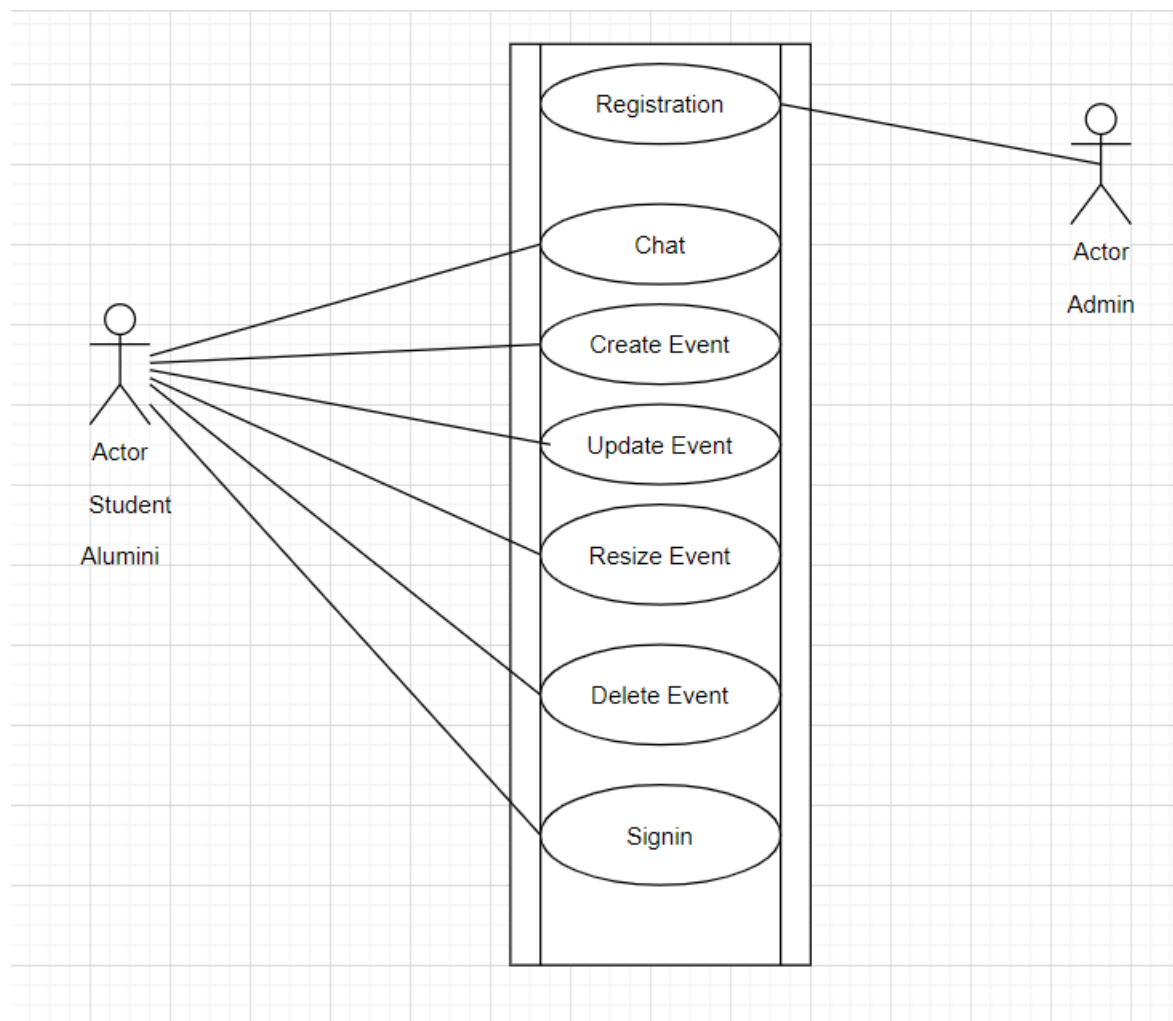 Registration
Chat
Create Event
Update Event
Resize Event
Delete Event
Signin
Actor
Student
Alumini
Actor
Admin